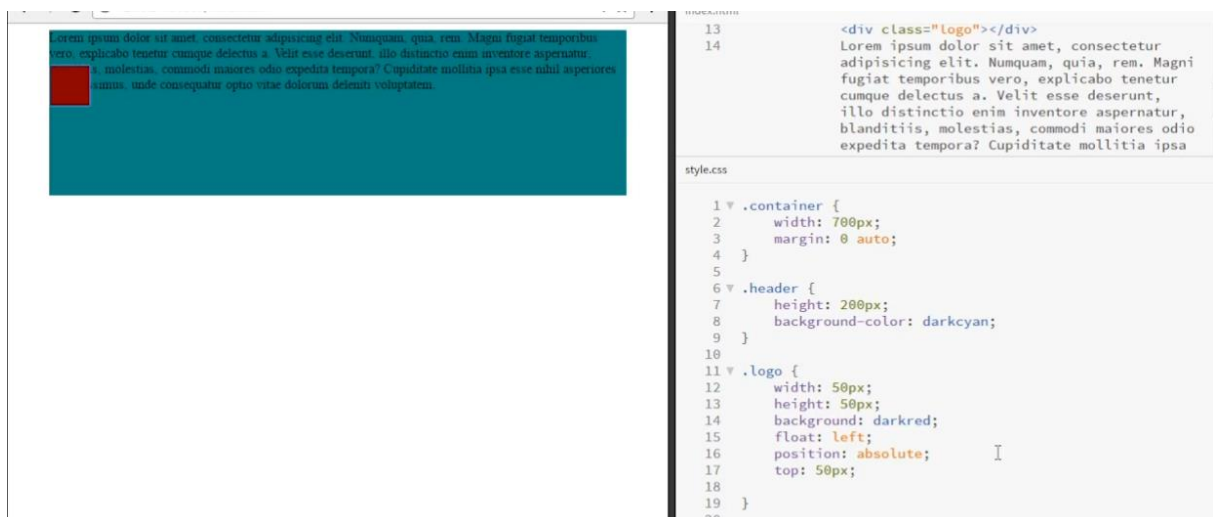 Lorem ipsum dolor sit amet, consectetur adipisicing elit. Numquam, quia, rem. Magni fugiat temporibus
vero, explicabo tenetur cumque delectus a. Velit esse deserunt, illo distinctio enim inventore aspernatur,
s, molestias, commodi maiores odio expedita tempora? Cupiditate mollitia ipsa esse nihil asperiores
simus, unde consequatur optio vitae dolorum deleniti voluptatem.
index.html
13 <div class="logo"></div>
14 Lorem ipsum dolor sit amet, consectetur
adipisicing elit. Numquam, quia, rem. Magni
fugiat temporibus vero, explicabo tenetur
cumque delectus a. Velit esse deserunt,
illo distinctio enim inventore aspernatur,
blanditiis, molestias, commodi maiores odio
expedita tempora? Cupiditate mollitia ipsa
style.css
1 .container {
2 width: 700px;
3 margin: 0 auto;
4 }
5
6 .header {
7 height: 200px;
8 background-color: darkcyan;
9 }
10
11 .logo {
12 width: 50px;
13 height: 50px;
14 background: darkred;
15 float: left;
16 position: absolute;
17 top: 50px;
18
19 }